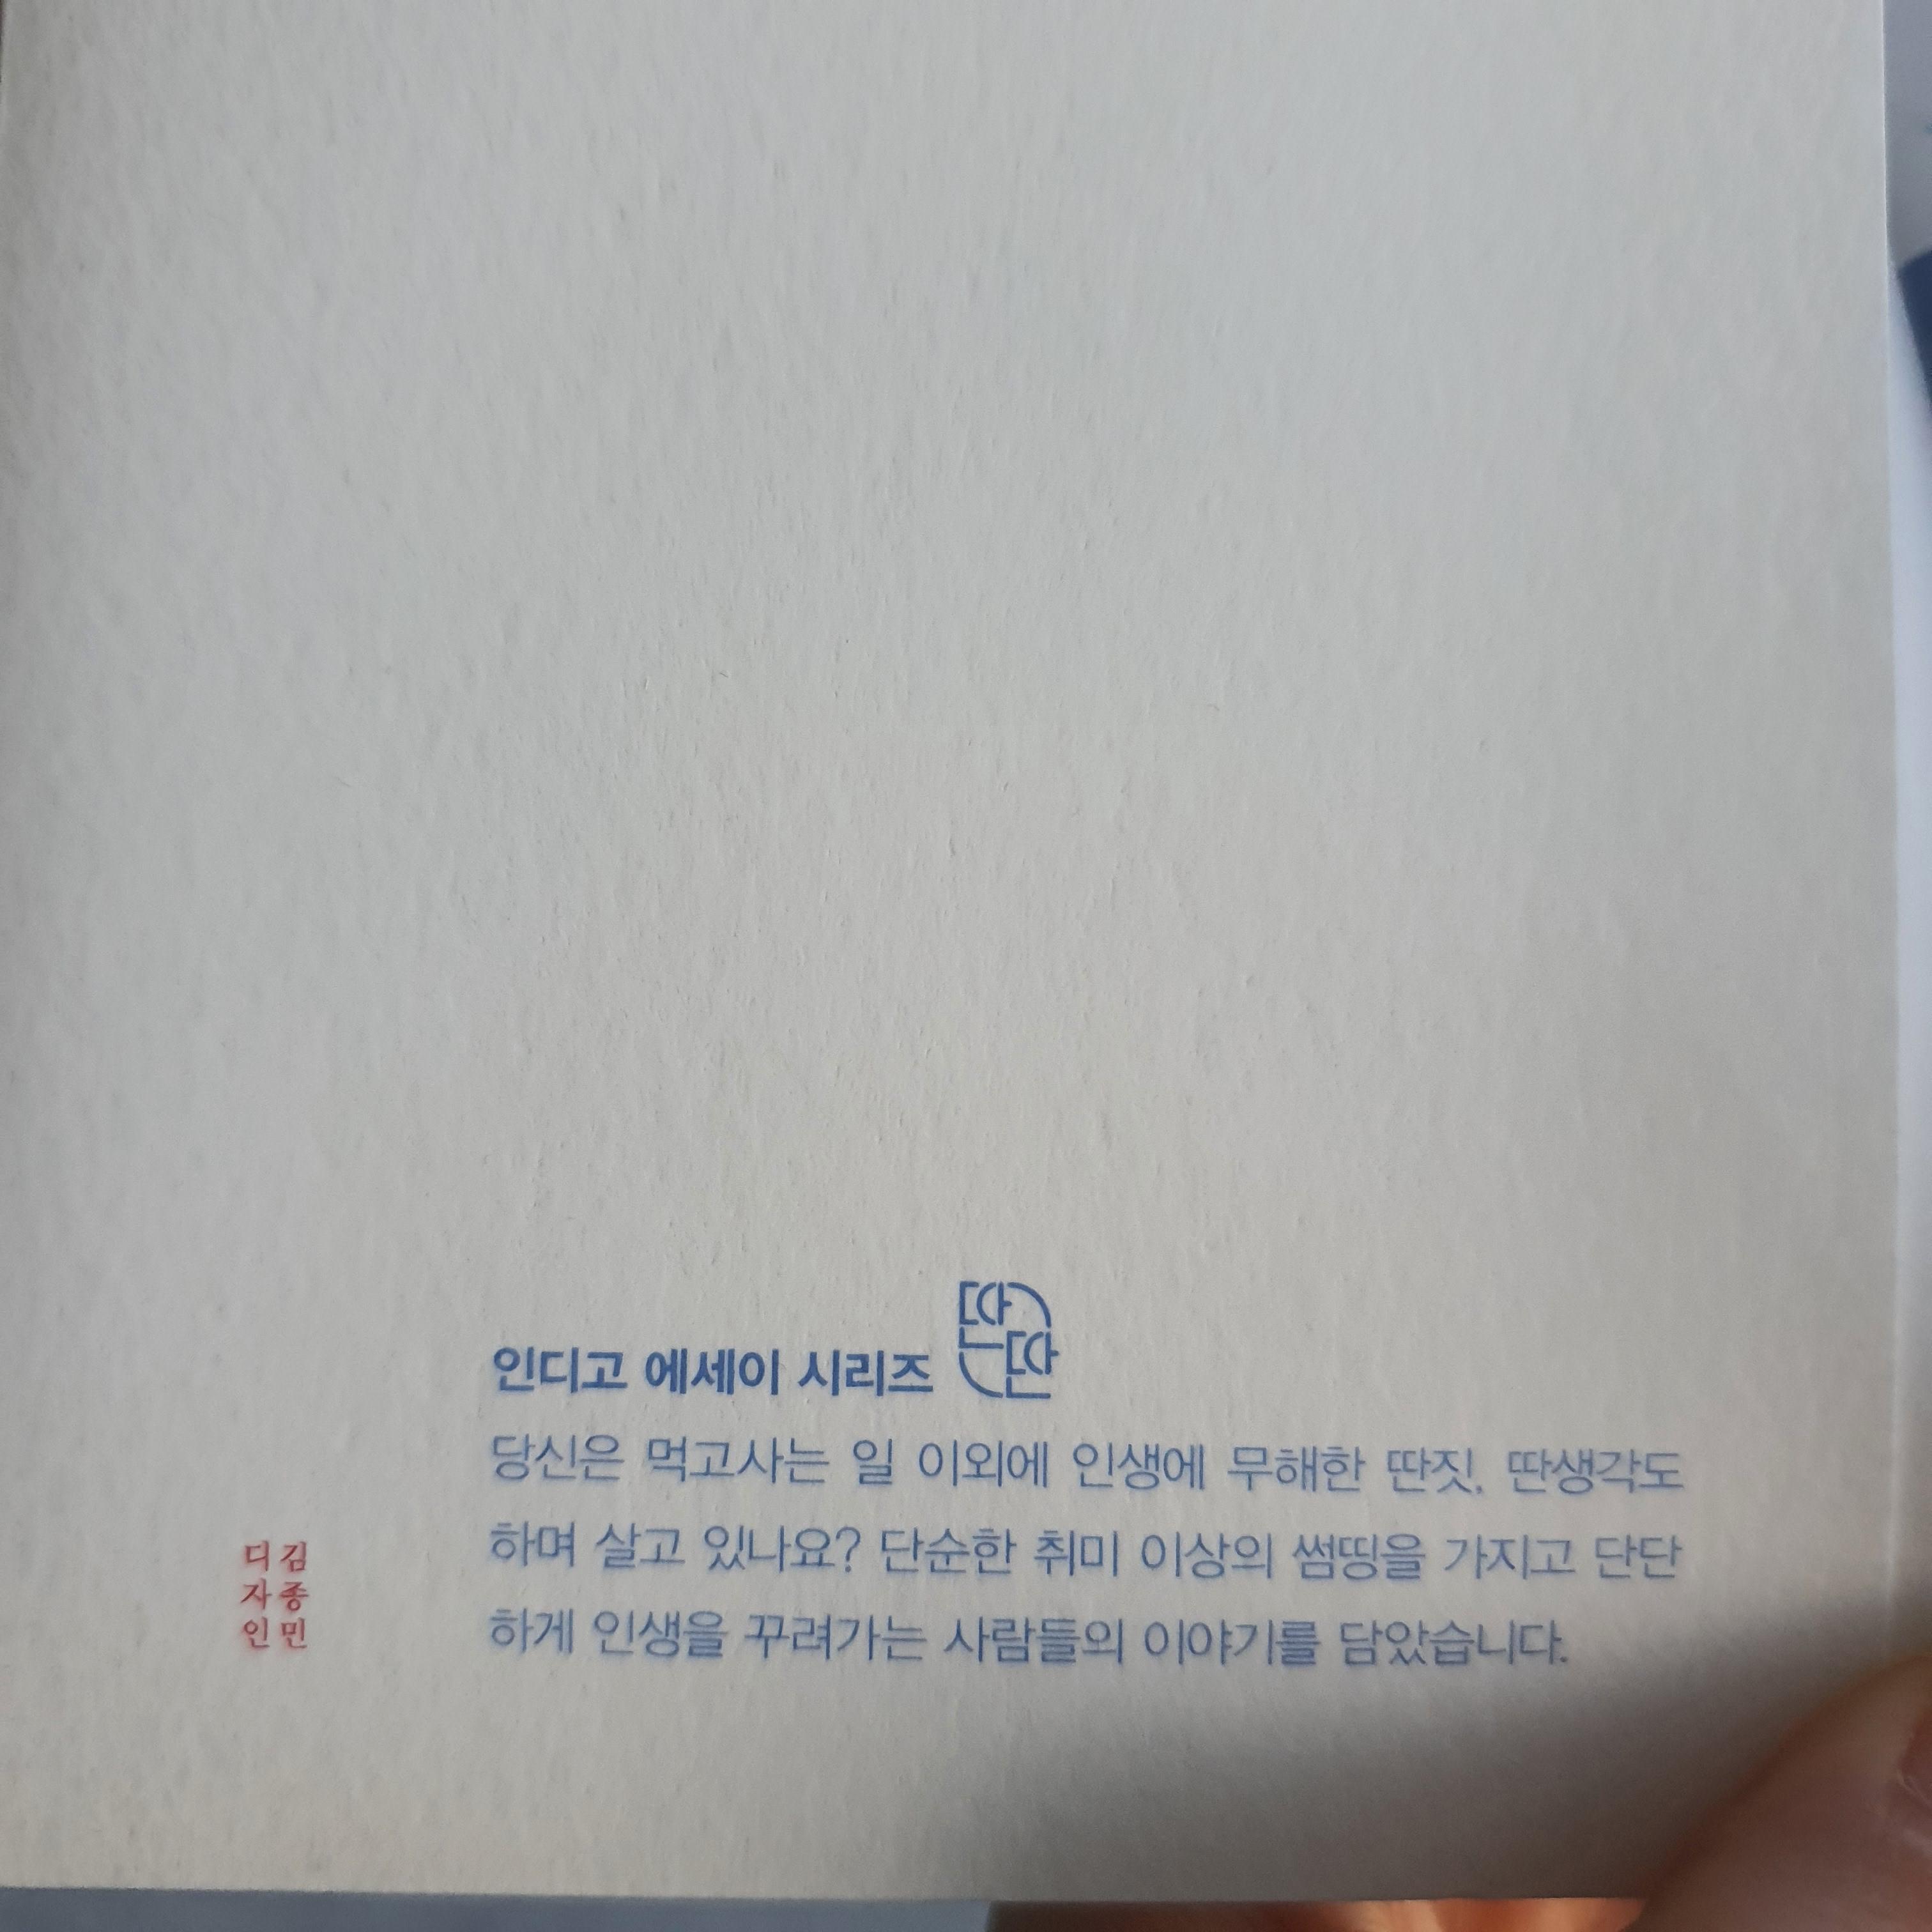 인디고 에세이 시리즈 딴딴
당신은 먹고사는 일 이외에 인생에 무해한 딴짓, 딴생각도
하며 살고 있나요? 단순한 취미 이상의 썸띵을 가지고 단단
하게 인생을 꾸려가는 사람들의 이야기를 담았습니다.
디자인
김종민